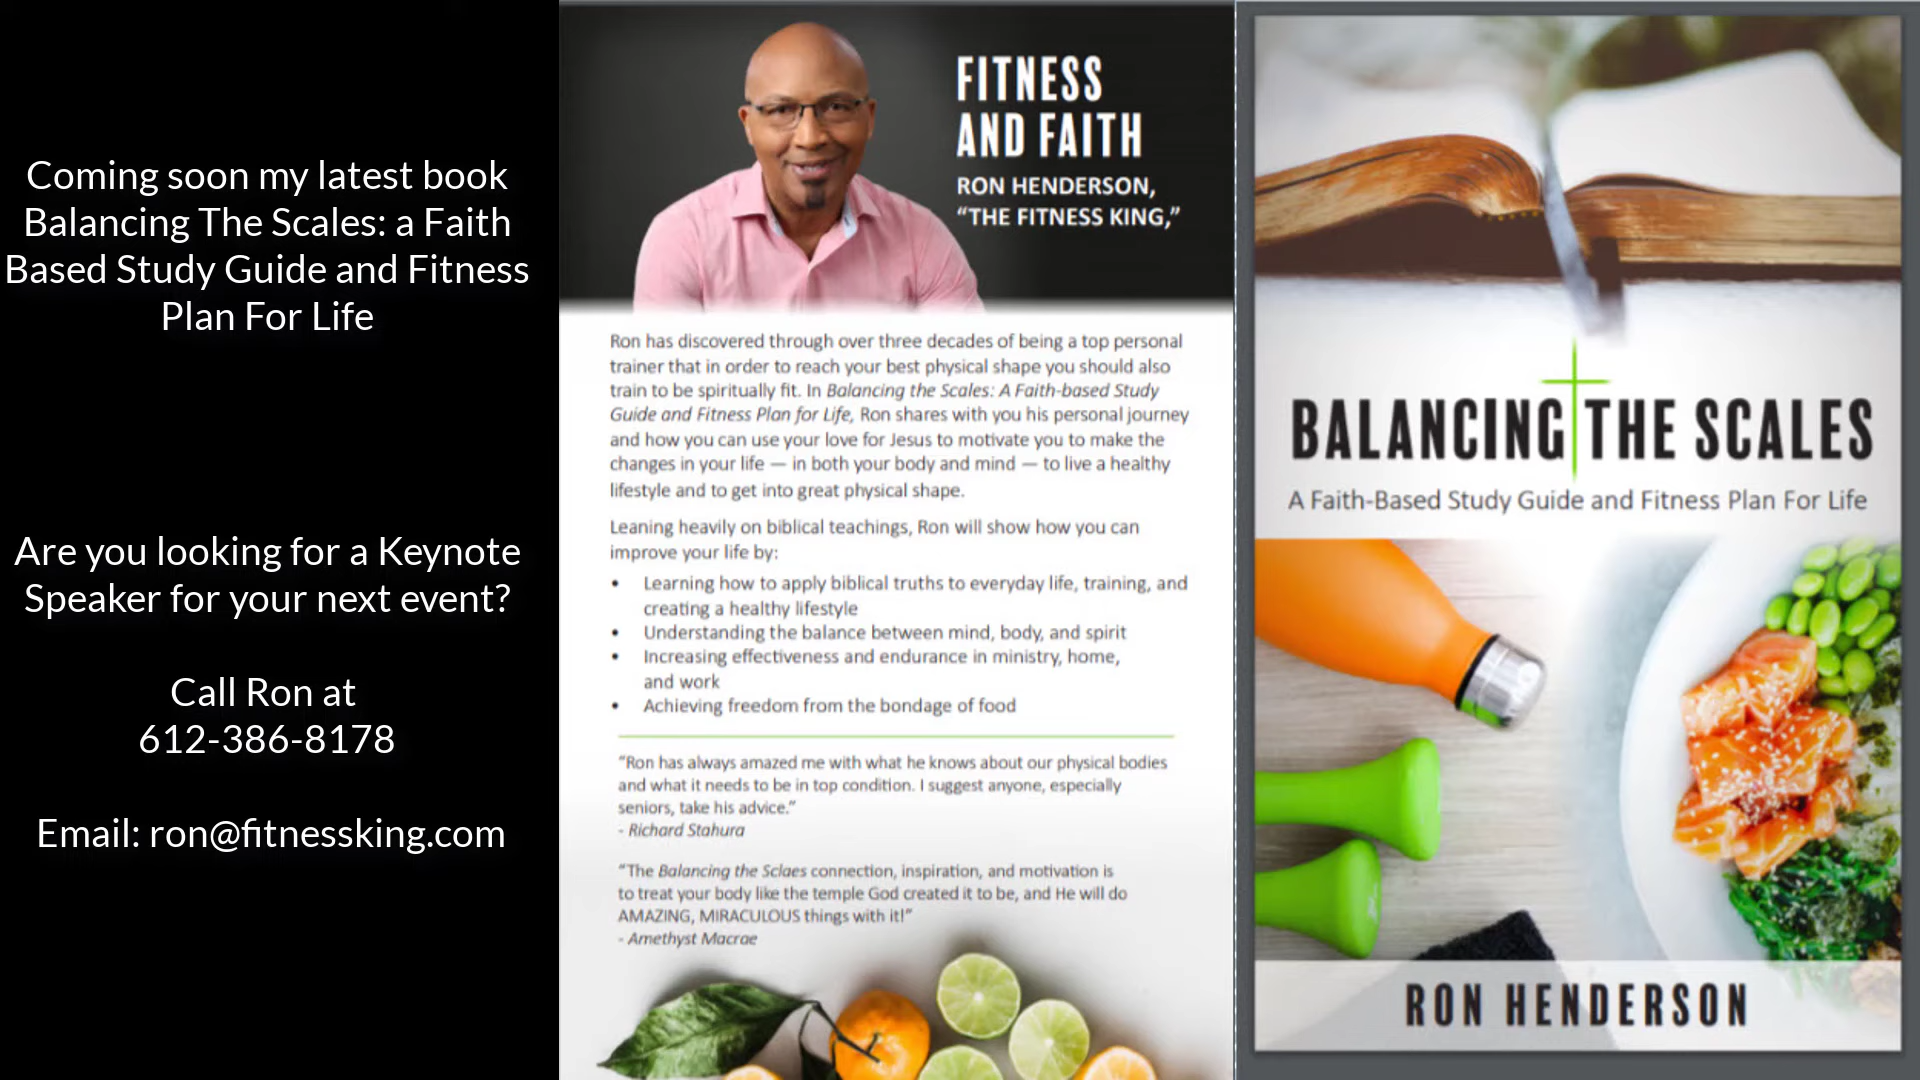 Coming soon my latest book
Balancing The Scales: a Faith
Based Study Guide and Fitness
Plan For Life
Are you looking for a Keynote
Speaker for your next event?
Call Ron at
612-386-8178
Email: ron@fitnessking.com
FITNESS
AND FAITH
RON HENDERSON,
“THE FITNESS KING,”
Ron has discovered through over three decades of being a top personal
trainer that in order to reach your best physical shape you should also
train to be spiritually fit. In Balancing the Scales: A Faith-based Study
Guide and Fitness Plan for Life, Ron shares with you his personal journey
and how you can use your love for Jesus to motivate you to make the
changes in your life — in both your body and mind — to live a healthy
lifestyle and to get into great physical shape.
Leaning heavily on biblical teachings, Ron will show how you can
improve your life by:
• Learning how to apply biblical truths to everyday life, training, and
creating a healthy lifestyle
• Understanding the balance between mind, body, and spirit
• Increasing effectiveness and endurance in ministry, home,
and work
• Achieving freedom from the bondage of food
“Ron has always amazed me with what he knows about our physical bodies
and what it needs to be in top condition. I suggest anyone, especially
seniors, take his advice.”
- Richard Stahura
“The Balancing the Sclaes connection, inspiration, and motivation is
to treat your body like the temple God created it to be, and He will do
AMAZING, MIRACULOUS things with it!”
- Amethyst Macrae
BALANCING THE SCALES
A Faith-Based Study Guide and Fitness Plan For Life
RON HENDERSON